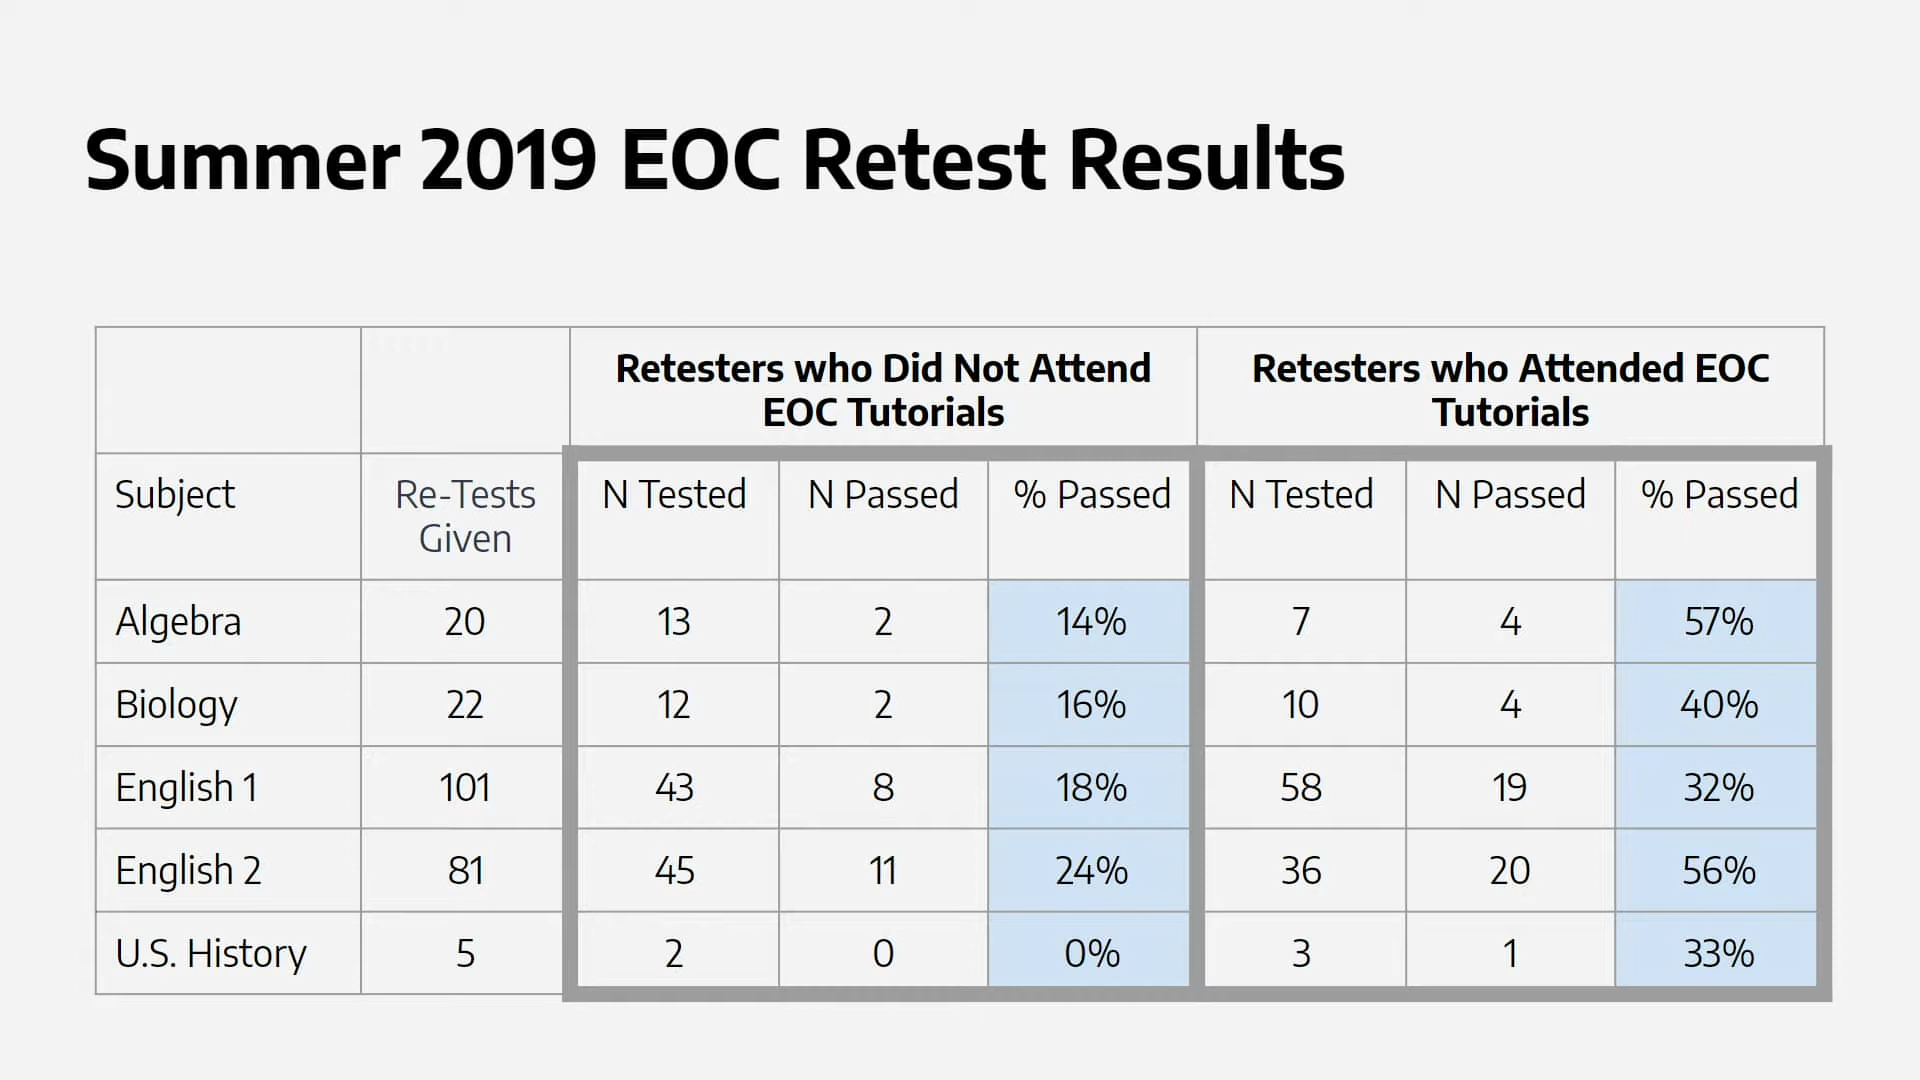 Summer 2019 EOC Retest Results
Retesters who Did Not Attend
EOC Tutorials
Retesters who Attended EOC
Tutorials
Subject Re-Tests Given N Tested N Passed % Passed N Tested N Passed % Passed
Algebra 20 13 2 14% 7 4 57%
Biology 22 12 2 16% 10 4 40%
English 1 101 43 8 18% 58 19 32%
English 2 81 45 11 24% 36 20 56%
U.S. History 5 2 0 0% 3 1 33%